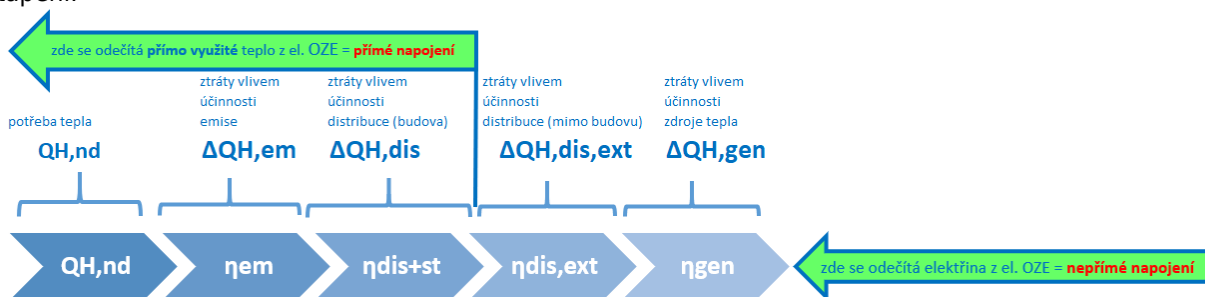 zde se odečítá přímo využité teplo z el. OZE = přímé napojení
potřeba tepla
QH,nd
ztráty vlivem
účinnosti
emise
ΔQH,em
ztráty vlivem
účinnosti
distribuce (budova)
ΔQH,dis
ztráty vlivem
účinnosti
distribuce (mimo budovu)
ΔQH,dis,ext
ztráty vlivem
účinnosti
zdroje tepla
ΔQH,gen
QH,nd
ηem
ηdis+st
ηdis,ext
ηgen
zde se odečítá elektřina z el. OZE = nepřímé napojení